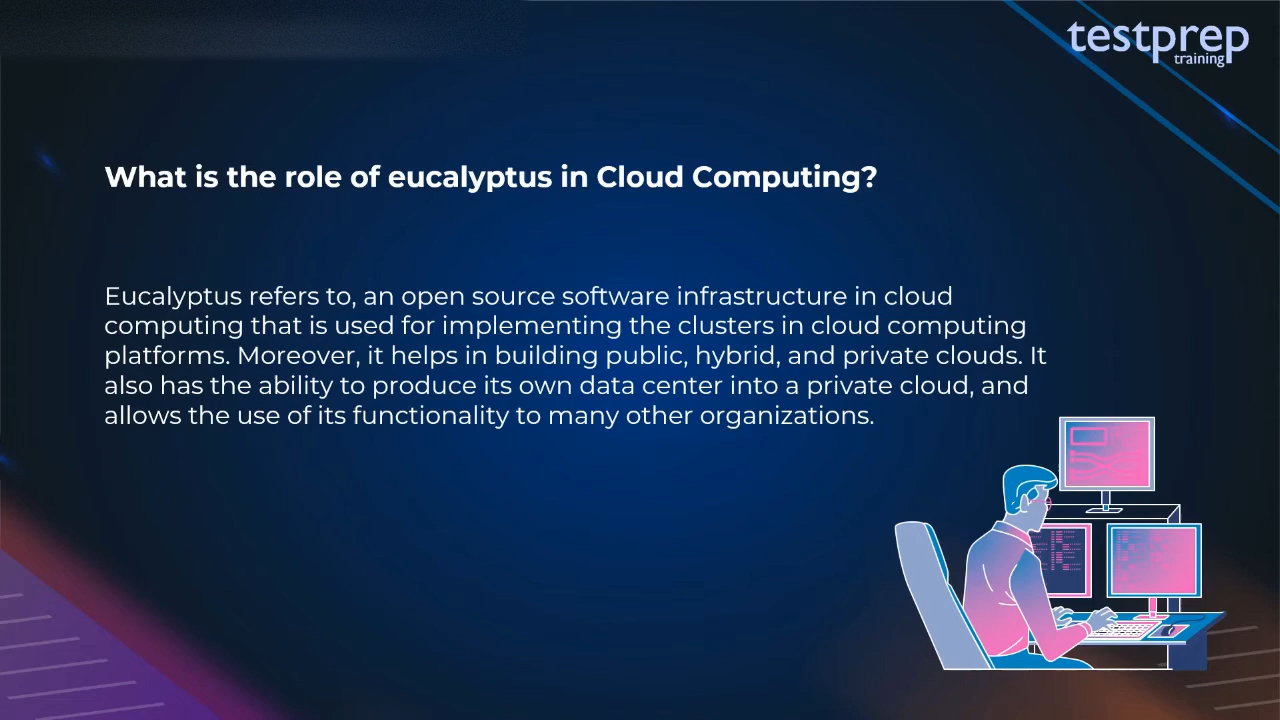 testprep
training
What is the role of eucalyptus in Cloud Computing?
Eucalyptus refers to, an open source software infrastructure in cloud
computing that is used for implementing the clusters in cloud computing
platforms. Moreover, it helps in building public, hybrid, and private clouds. It
also has the ability to produce its own data center into a private cloud, and
allows the use of its functionality to many other organizations.